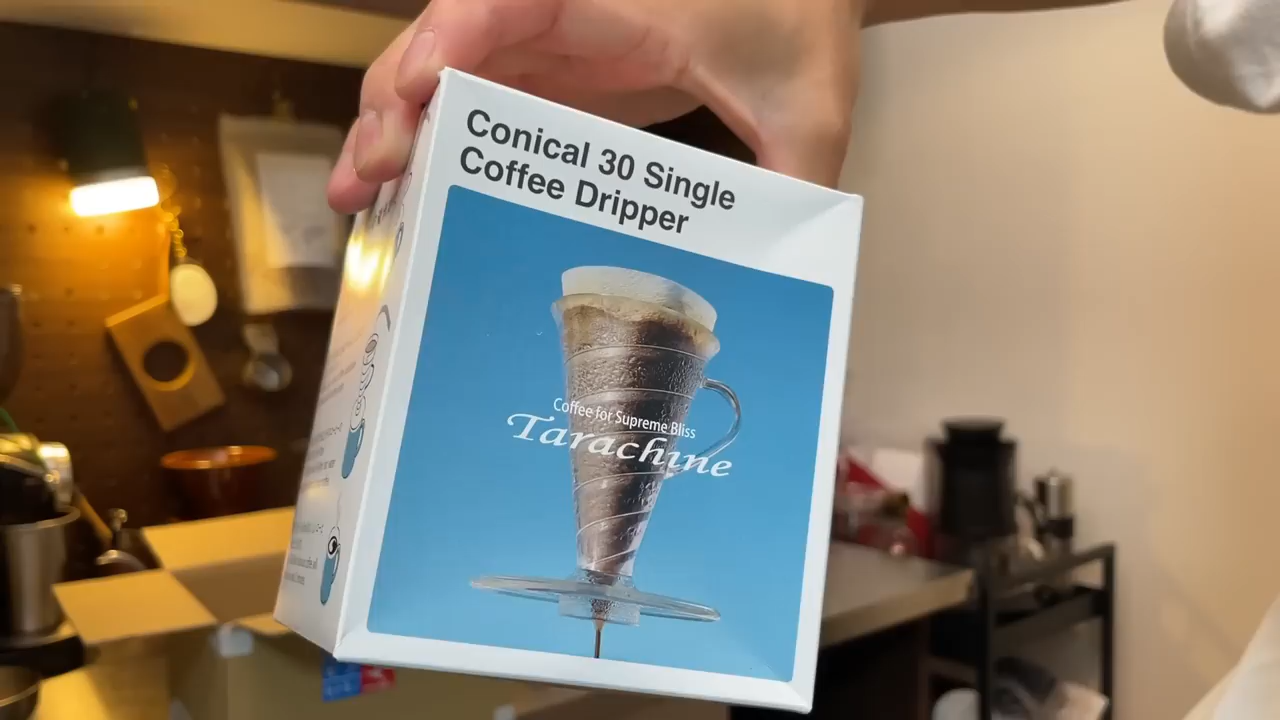 Conical 30 Single
Coffee Dripper
Coffee for Supreme Bliss
Tarachine